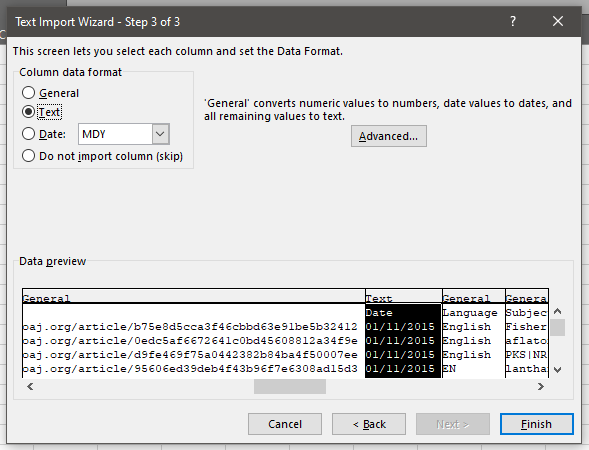 Text Import Wizard - Step 3 of 3 ?
This screen lets you select each column and set the Data Format.
Column data format
General
Text
Date: MDY
Do not import column (skip)
'General' converts numeric values to numbers, date values to dates, and
all remaining values to text.
Advanced...
Data preview
General Text General Genera
Date Language Subjec
oaj.org/article/b75e8d5cca3f46cbbd63e91be5b32412 01/11/2015 English Fisher
oaj.org/article/0edc5af6672641c0bd45608812a34f9e 01/11/2015 English aflato
oaj.org/article/d9fe469f75a0442382b84ba4f50007ee 01/11/2015 English PKS|NR
oaj.org/article/95606ed39deb4f43b96f7e6308ad15d3 01/11/2015 EN lantha
Cancel < Back Next > Finish